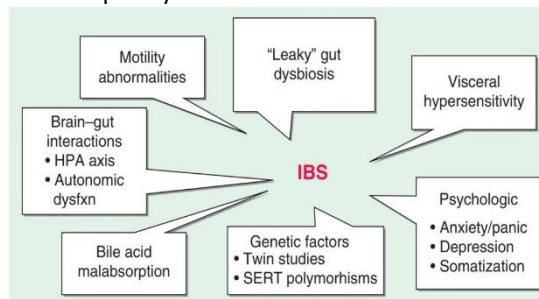 Motility
abnormalities
"Leaky" gut
dysbiosis
Visceral
hypersensitivity
Brain–gut
interactions
• HPA axis
• Autonomic
dysfxn
IBS
Psychologic
• Anxiety/panic
• Depression
• Somatization
Bile acid
malabsorption
Genetic factors
• Twin studies
• SERT polymorhisms